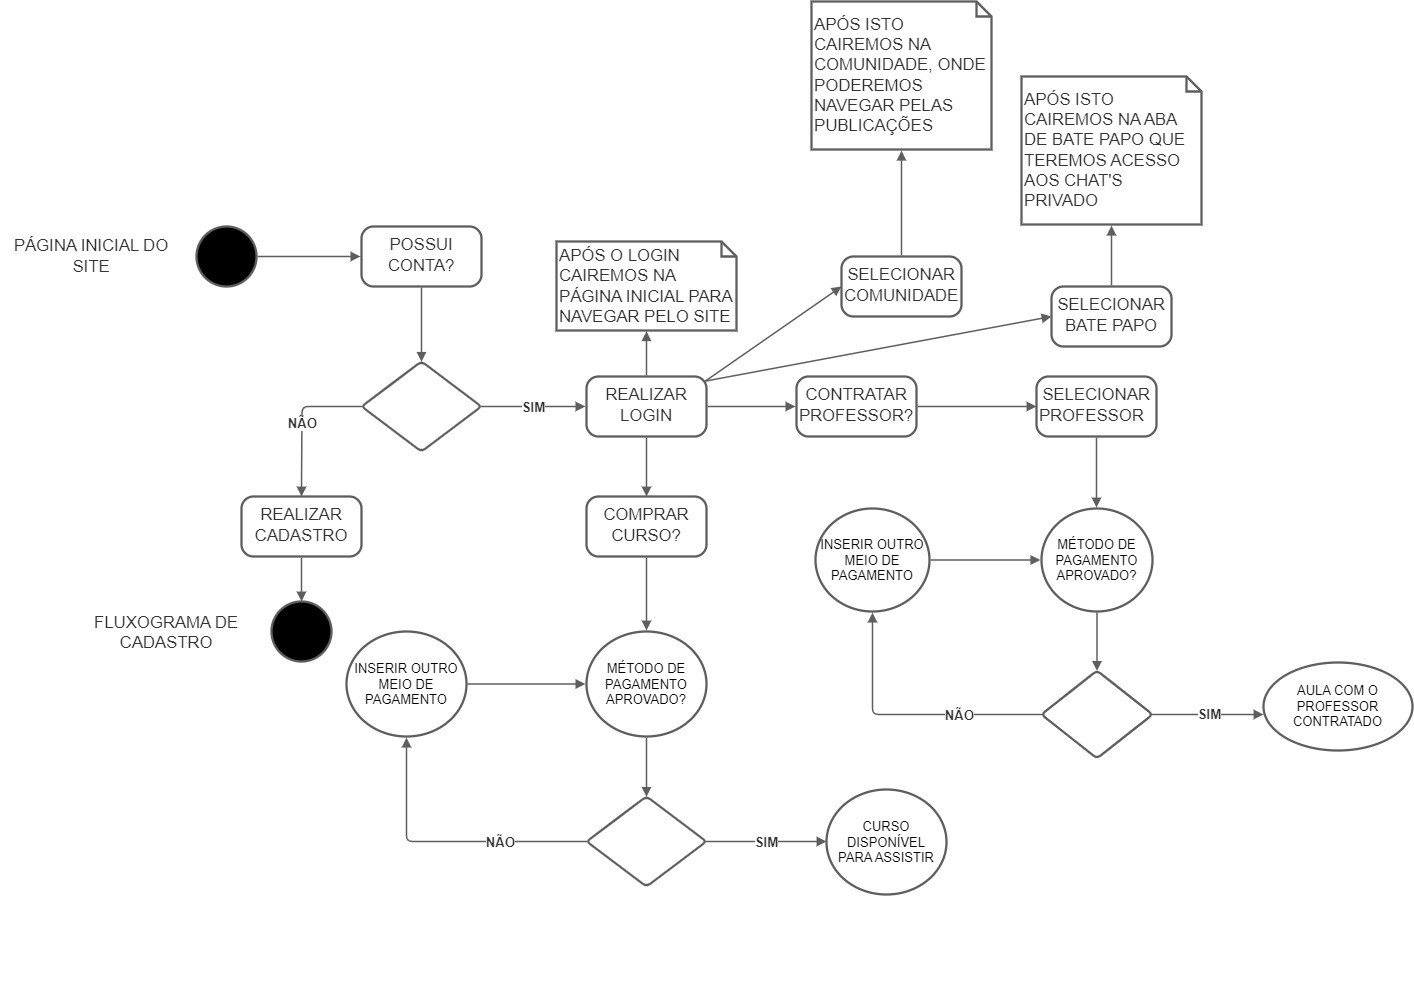 APÓS ISTO
CAIREMOS NA
COMUNIDADE, ONDE
PODEREMOS
NAVEGAR PELAS
PUBLICAÇÕES
APÓS ISTO
CAIREMOS NA ABA
DE BATE PAPO QUE
TEREMOS ACESSO
AOS CHAT'S
PRIVADO
PÁGINA INICIAL DO
SITE
POSSUI
CONTA?
APÓS O LOGIN
CAIREMOS NA
PÁGINA INICIAL PARA
NAVEGAR PELO SITE
SELECIONAR
COMUNIDADE
SELECIONAR
BATE PAPO
NÃO
SIM
REALIZAR
LOGIN
CONTRATAR
PROFESSOR?
SELECIONAR
PROFESSOR
REALIZAR
CADASTRO
COMPRAR
CURSO?
INSERIR OUTRO
MEIO DE
PAGAMENTO
MÉTODO DE
PAGAMENTO
APROVADO?
FLUXOGRAMA DE
CADASTRO
INSERIR OUTRO
MEIO DE
PAGAMENTO
MÉTODO DE
PAGAMENTO
APROVADO?
NÃO
SIM
AULA COM O
PROFESSOR
CONTRATADO
NÃO
SIM
CURSO
DISPONÍVEL
PARA ASSISTIR